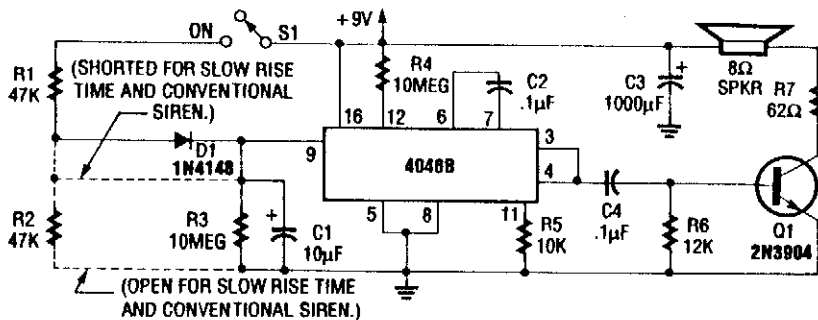 +9V
ON
S1
R1
47K
(SHORTED FOR SLOW RISE
TIME AND CONVENTIONAL
SIREN.)
R4
10MEG
C2
.1µF
C3
1000µF
+
8Ω
SPKR
R7
62Ω
16
12
6
7
D1
1N4148
9
4046B
3
4
R2
47K
R3
10MEG
+
C1
10µF
5
8
11
R5
10K
C4
.1µF
R6
12K
Q1
2N3904
(OPEN FOR SLOW RISE TIME
AND CONVENTIONAL SIREN.)